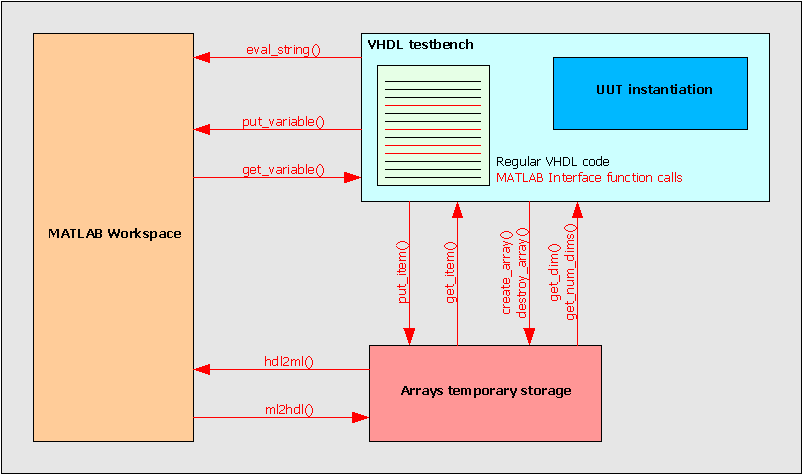 VHDL testbench
eval_string()
UUT instantiation
put_variable()
Regular VHDL code
get_variable()
MATLAB Interface function calls
MATLAB Workspace
put_item()
get_item()
create_array()
destroy_array()
get_dim()
get_num_dims()
hdl2ml()
Arrays temporary storage
ml2hdl()